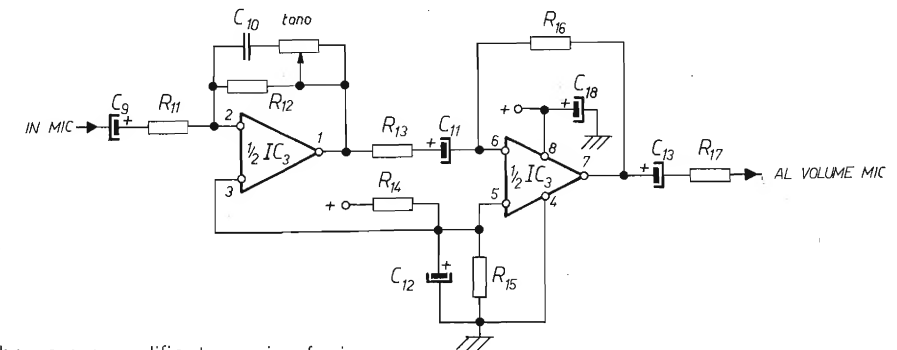 C10
tono
R16
C9
+
R11
R12
C18
+
+
IN MIC
2
1
R13
C11
+
6
8
7
C13
+
R17
½ IC3
½ IC3
AL VOLUME MIC
3
R14
+
5
4
C12
+
R15